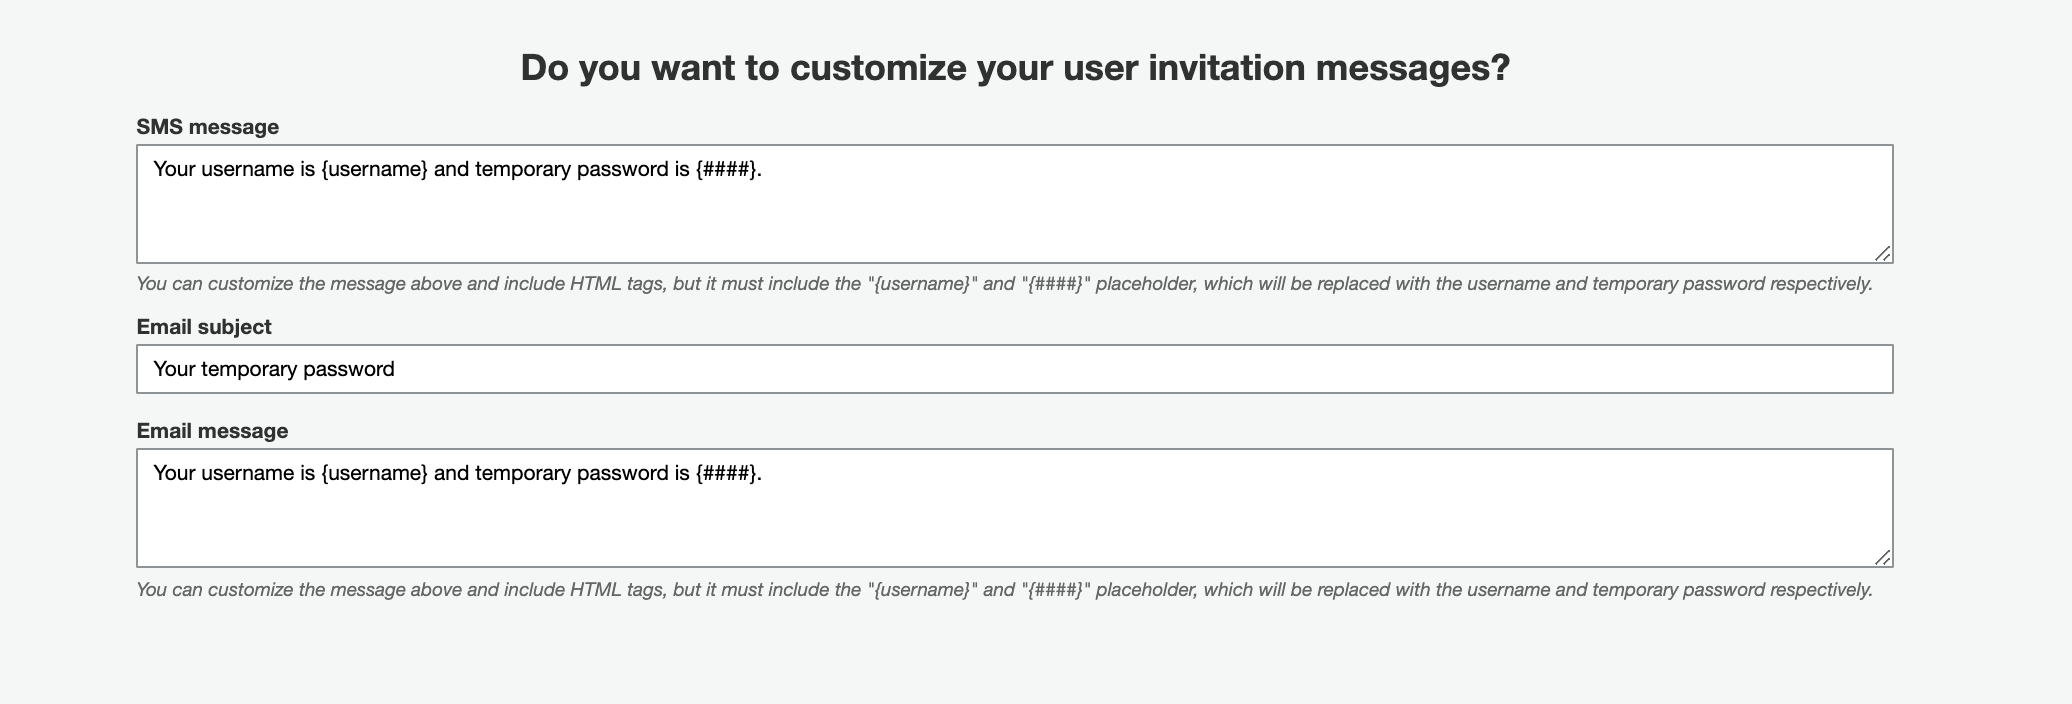 Do you want to customize your user invitation messages?
SMS message
Your username is {username} and temporary password is {####}.
You can customize the message above and include HTML tags, but it must include the "{username}" and "{####}" placeholder, which will be replaced with the username and temporary password respectively.
Email subject
Your temporary password
Email message
Your username is {username} and temporary password is {####}.
You can customize the message above and include HTML tags, but it must include the "{username}" and "{####}" placeholder, which will be replaced with the username and temporary password respectively.